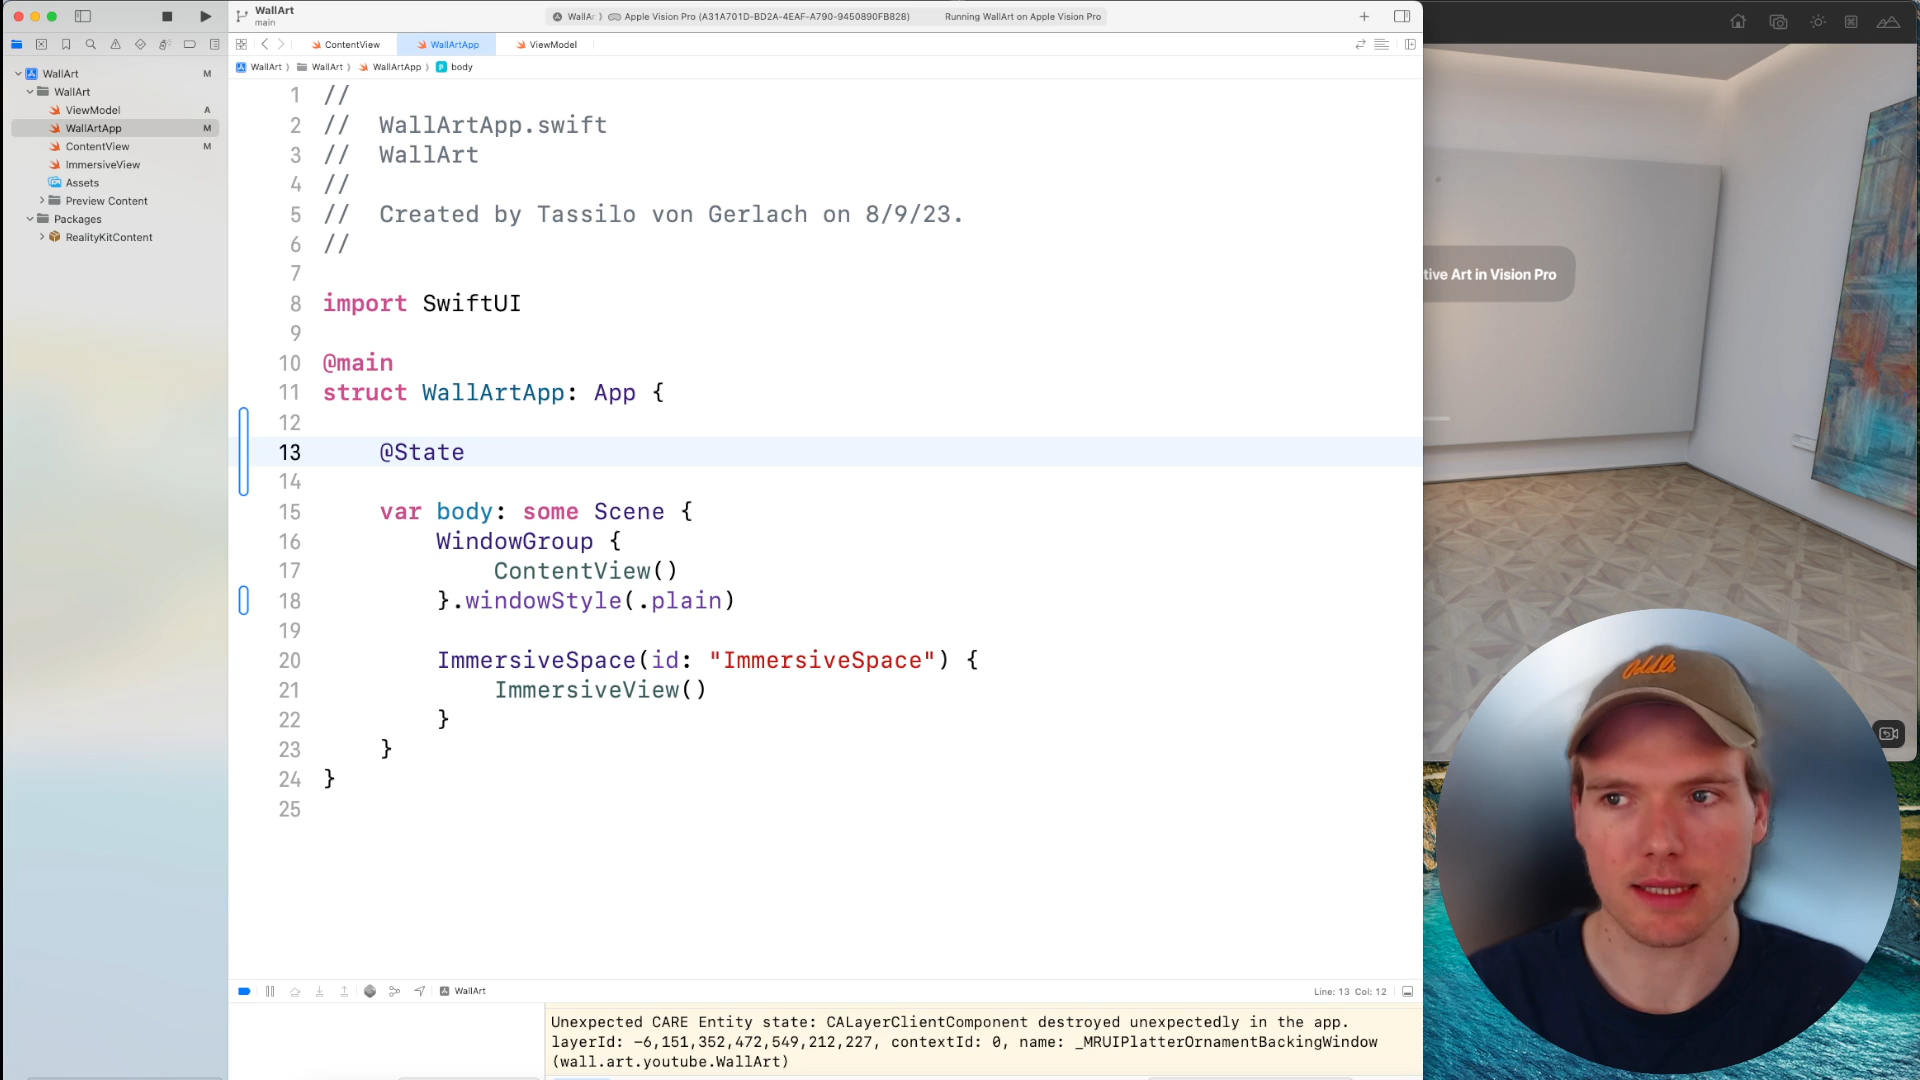 WallArt
main
WallAr ⟩ Apple Vision Pro (A31A701D-BD2A-4EAF-A790-9450890FB828)
Running WallArt on Apple Vision Pro
ContentView
WallArtApp
ViewModel
WallArt ⟩ WallArt ⟩ WallArtApp ⟩ body
WallArt M
WallArt
ViewModel A
WallArtApp M
ContentView M
ImmersiveView
Assets
Preview Content
Packages
RealityKitContent
1 //
2 //  WallArtApp.swift
3 //  WallArt
4 //
5 //  Created by Tassilo von Gerlach on 8/9/23.
6 //
7
8 import SwiftUI
9
10 @main
11 struct WallArtApp: App {
12
13     @State
14
15     var body: some Scene {
16         WindowGroup {
17             ContentView()
18         }.windowStyle(.plain)
19
20         ImmersiveSpace(id: "ImmersiveSpace") {
21             ImmersiveView()
22         }
23     }
24 }
25
tive Art in Vision Pro
WallArt
Line: 13 Col: 12
Unexpected CARE Entity state: CALayerClientComponent destroyed unexpectedly in the app.
layerId: -6,151,352,472,549,212,227, contextId: 0, name: _MRUIPlatterOrnamentBackingWindow
(wall.art.youtube.WallArt)